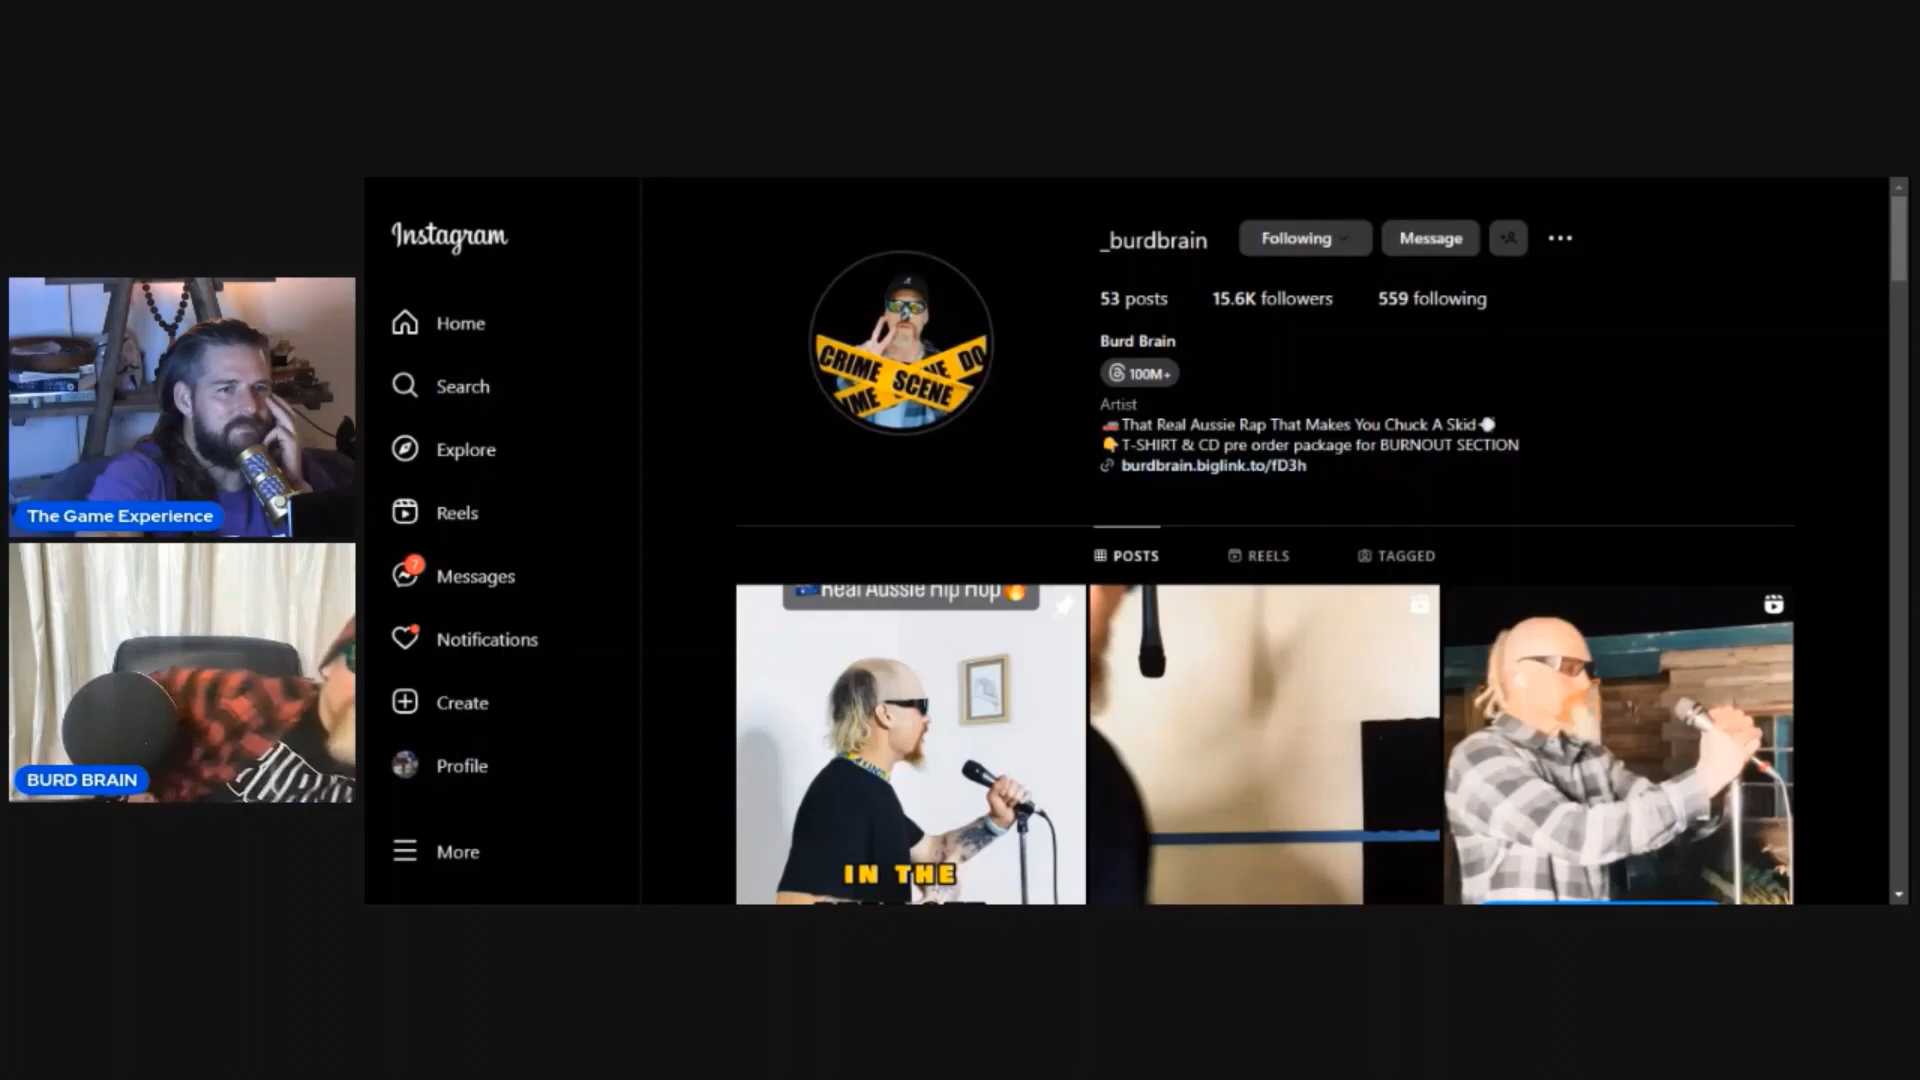 Instagram
Home
Search
Explore
Reels
7
Messages
Notifications
Create
Profile
More
The Game Experience
BURD BRAIN
_burdbrain
Following
Message
53 posts
15.6K followers
559 following
Burd Brain
100M+
Artist
That Real Aussie Rap That Makes You Chuck A Skid
T-SHIRT & CD pre order package for BURNOUT SECTION
burdbrain.biglink.to/fD3h
CRIME SCENE
DO
POSTS
REELS
TAGGED
Real Aussie Hip Hop
IN THE